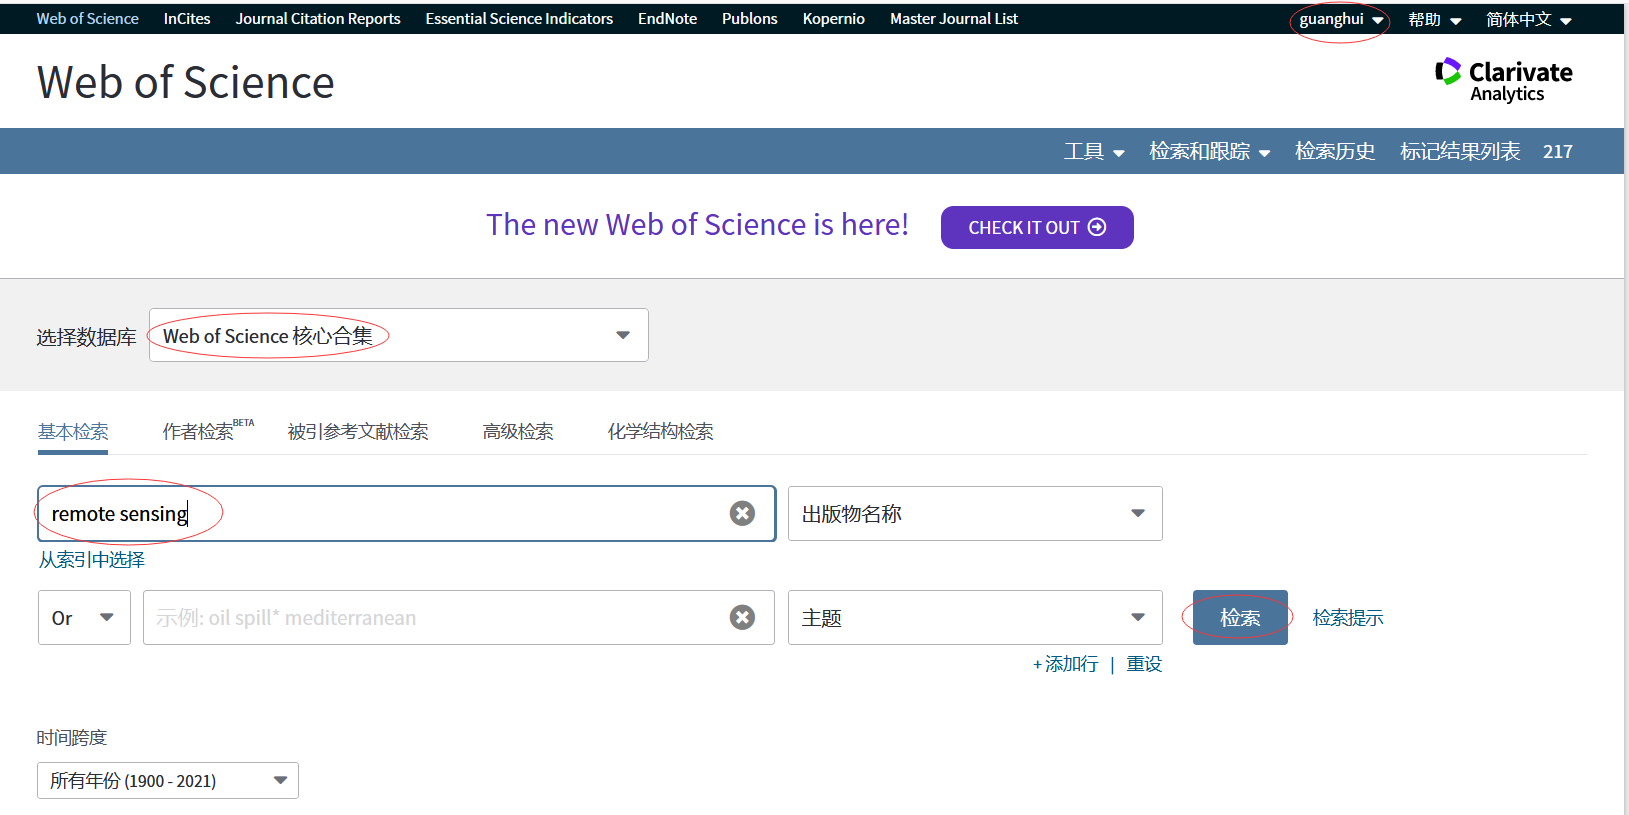 Web of Science InCites Journal Citation Reports Essential Science Indicators EndNote Publons Kopernio Master Journal List guanghui 帮助 简体中文
Web of Science
Clarivate
Analytics
工具 检索和跟踪 检索历史 标记结果列表 217
The new Web of Science is here! CHECK IT OUT
选择数据库 Web of Science 核心合集
基本检索 作者检索BETA 被引参考文献检索 高级检索 化学结构检索
remote sensing 出版物名称
从索引中选择
Or 示例: oil spill* mediterranean 主题 检索 检索提示
+ 添加行 | 重设
时间跨度
所有年份 (1900 - 2021)